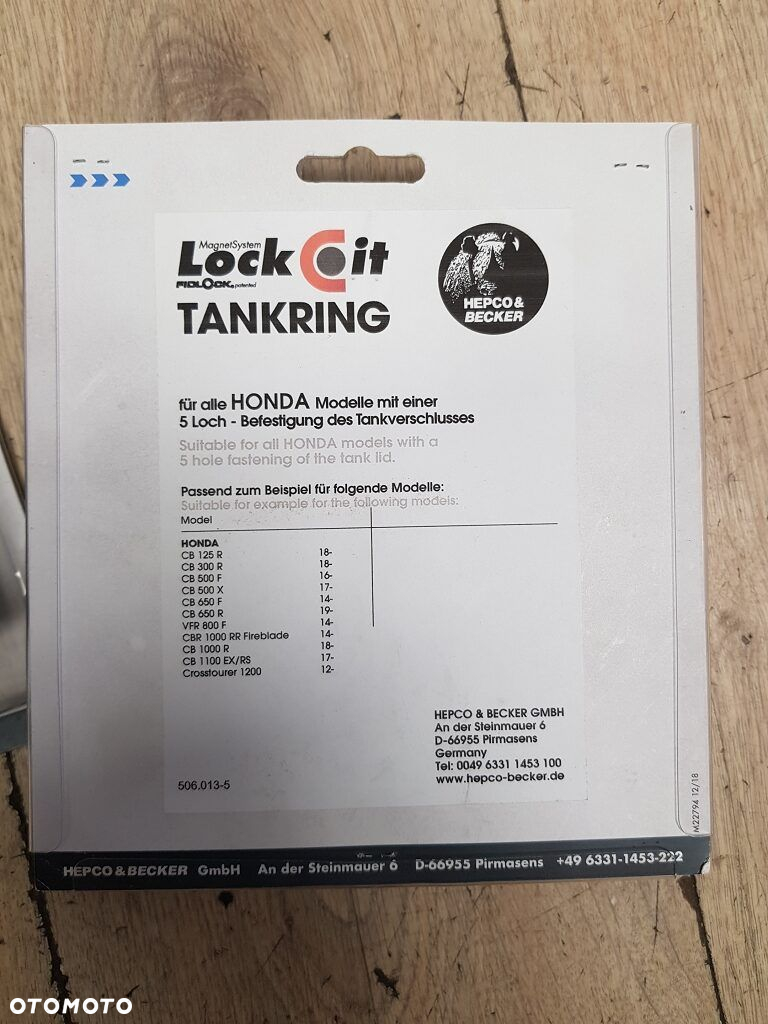 MagnetSystem
Lock it
FIDLOCK patented
TANKRING
HEPCO &
BECKER
für alle HONDA Modelle mit einer
5 Loch - Befestigung des Tankverschlusses
Suitable for all HONDA models with a
5 hole fastening of the tank lid.
Passend zum Beispiel für folgende Modelle:
Suitable for example for the following models:
Model
HONDA
CB 125 R 18-
CB 300 R 18-
CB 500 F 16-
CB 500 X 17-
CB 650 F 14-
CB 650 R 19-
VFR 800 F 14-
CBR 1000 RR Fireblade 14-
CB 1000 R 18-
CB 1100 EX/RS 17-
Crosstourer 1200 12-
HEPCO & BECKER GMBH
An der Steinmauer 6
D-66955 Pirmasens
Germany
Tel: 0049 6331 1453 100
www.hepco-becker.de
506.013-5
M22794 12/18
HEPCO & BECKER GmbH An der Steinmauer 6 D-66955 Pirmasens +49 6331-1453-222
OTOMOTO